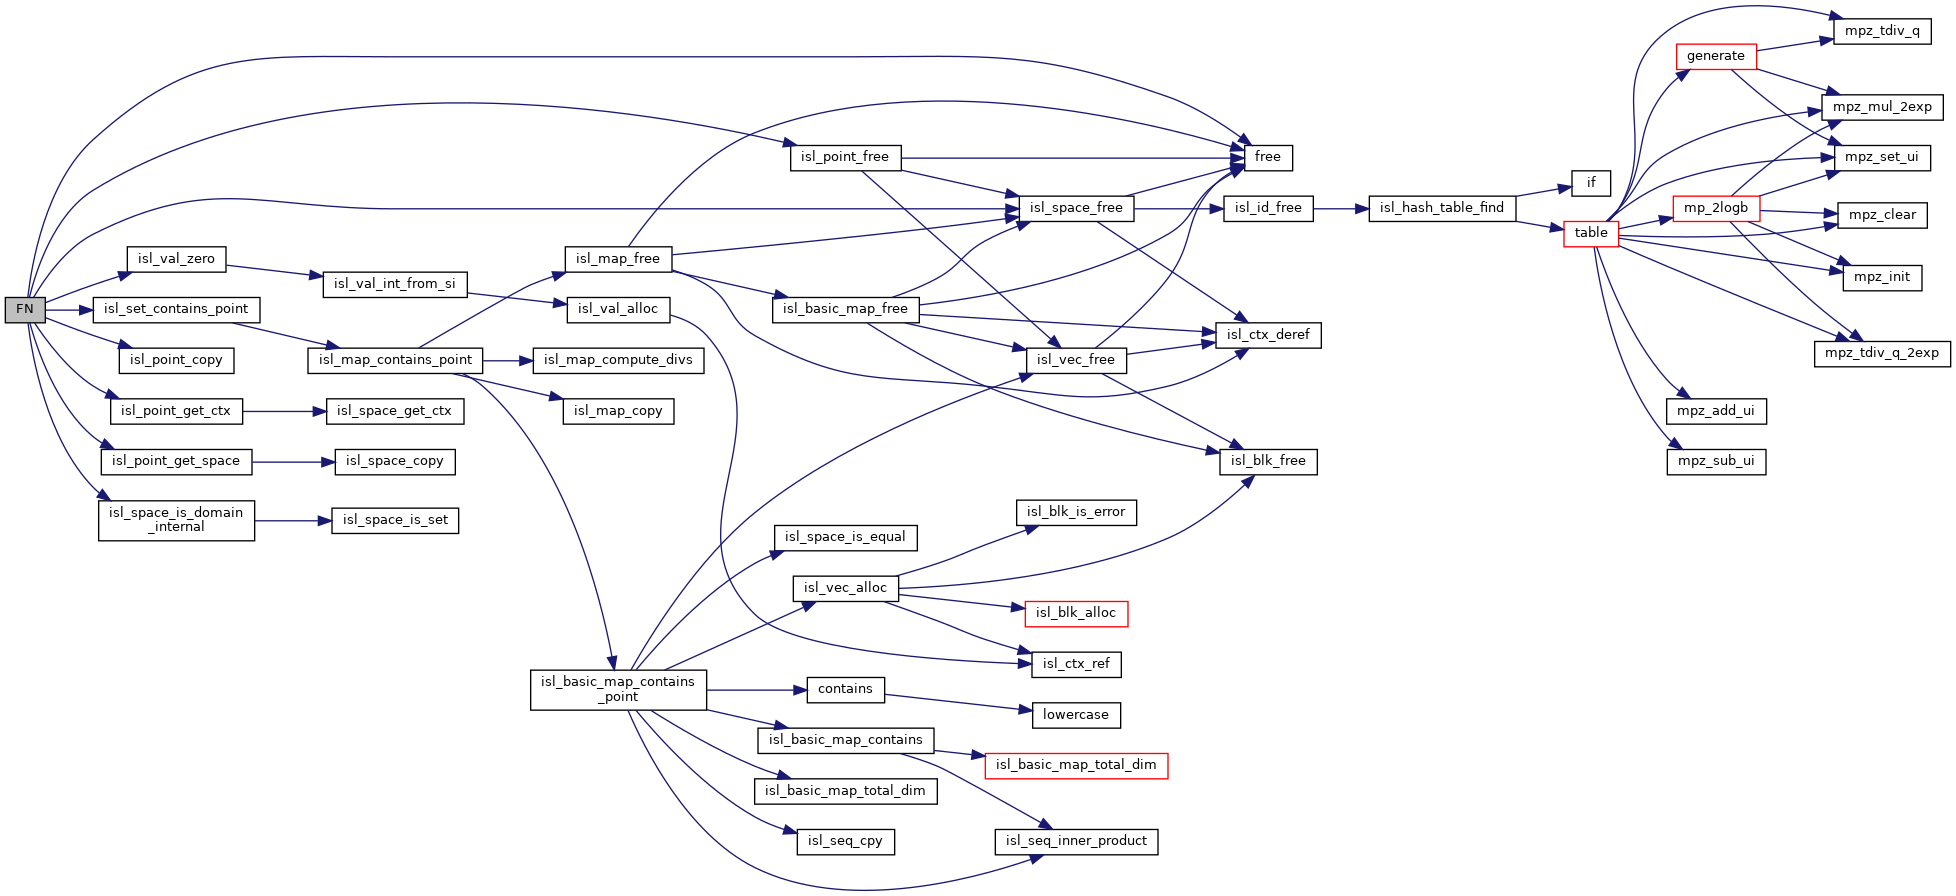 FN
isl_val_zero
isl_set_contains_point
isl_point_copy
isl_point_get_ctx
isl_point_get_space
isl_space_is_domain
_internal
isl_val_int_from_si
isl_map_contains_point
isl_space_get_ctx
isl_space_copy
isl_space_is_set
isl_map_free
isl_val_alloc
isl_map_compute_divs
isl_map_copy
isl_basic_map_contains
_point
isl_point_free
isl_basic_map_free
isl_space_is_equal
isl_vec_alloc
contains
isl_basic_map_contains
isl_basic_map_total_dim
isl_seq_cpy
isl_space_free
isl_vec_free
isl_blk_is_error
isl_blk_alloc
isl_ctx_ref
lowercase
isl_basic_map_total_dim
isl_seq_inner_product
free
isl_id_free
isl_ctx_deref
isl_blk_free
isl_hash_table_find
if
table
generate
mp_2logb
mpz_add_ui
mpz_sub_ui
mpz_tdiv_q
mpz_mul_2exp
mpz_set_ui
mpz_clear
mpz_init
mpz_tdiv_q_2exp